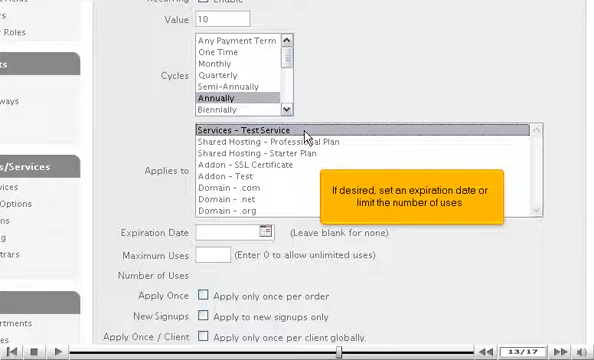 Recurring Enable
Roles
Value 10
Any Payment Term
One Time
Monthly
Quarterly
Cycles
Semi-Annually
Annually
Biennially
ways
Services - Test Service
Shared Hosting - Professional Plan
Shared Hosting - Starter Plan
s/Services
Addon - SSL Certificate
Applies to
Addon - Test
vices
Domain - .com
Options
Domain - .net
Domain - .org
If desired, set an expiration date or
limit the number of uses
Expiration Date (Leave blank for none)
trars
Maximum Uses (Enter 0 to allow unlimited uses)
Number of Uses
Apply Once Apply only once per order
New Signups Apply to new signups only
rtments
Apply Once / Client Apply only once per client globally.
13/17